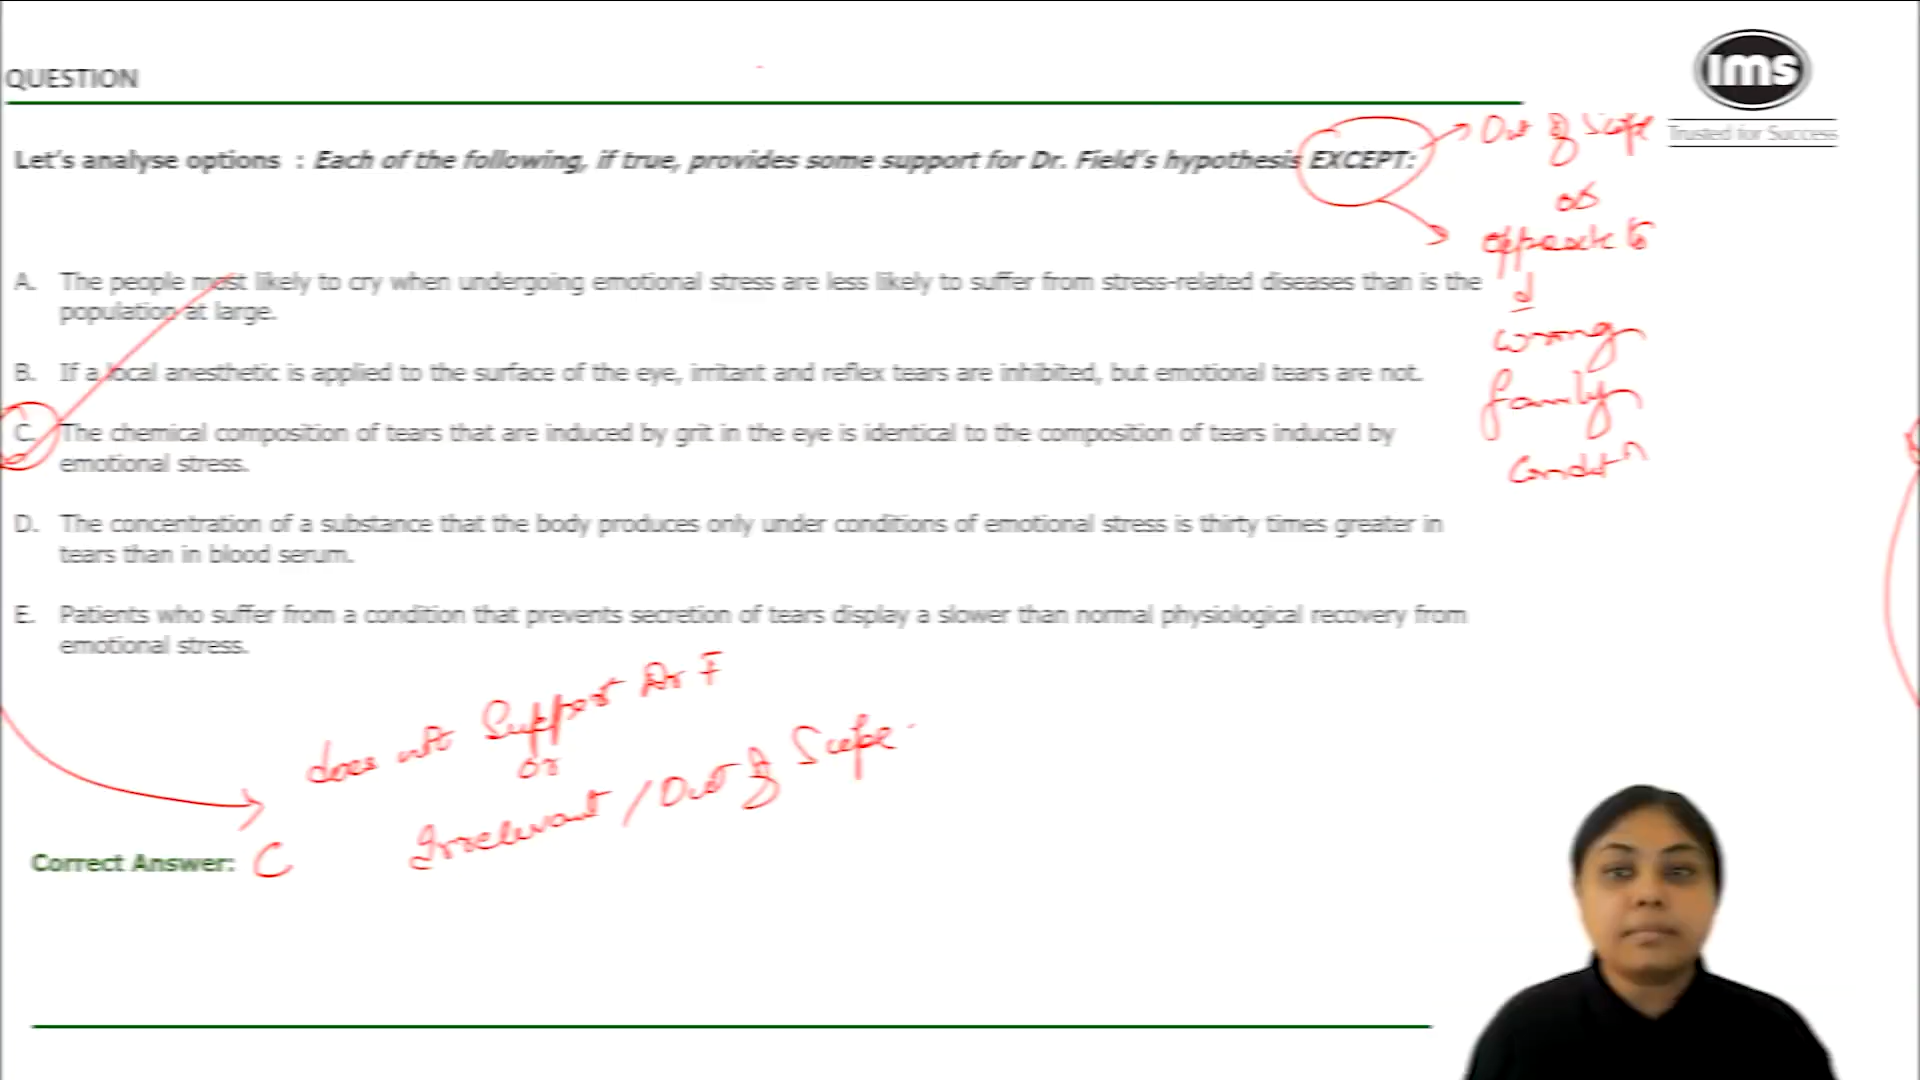 QUESTION
ıms
Trusted for Success
Let's analyse options : Each of the following, if true, provides some support for Dr. Field's hypothesis EXCEPT:
Out of Scope
or
opposite to
wrong
family
A. The people most likely to cry when undergoing emotional stress are less likely to suffer from stress-related diseases than is the
population at large.
B. If a local anesthetic is applied to the surface of the eye, irritant and reflex tears are inhibited, but emotional tears are not.
C. The chemical composition of tears that are induced by grit in the eye is identical to the composition of tears induced by
emotional stress.
D. The concentration of a substance that the body produces only under conditions of emotional stress is thirty times greater in
tears than in blood serum.
E. Patients who suffer from a condition that prevents secretion of tears display a slower than normal physiological recovery from
emotional stress.
does not Support Dr F
or
Irrelevant / Out of Scope
Correct Answer: C